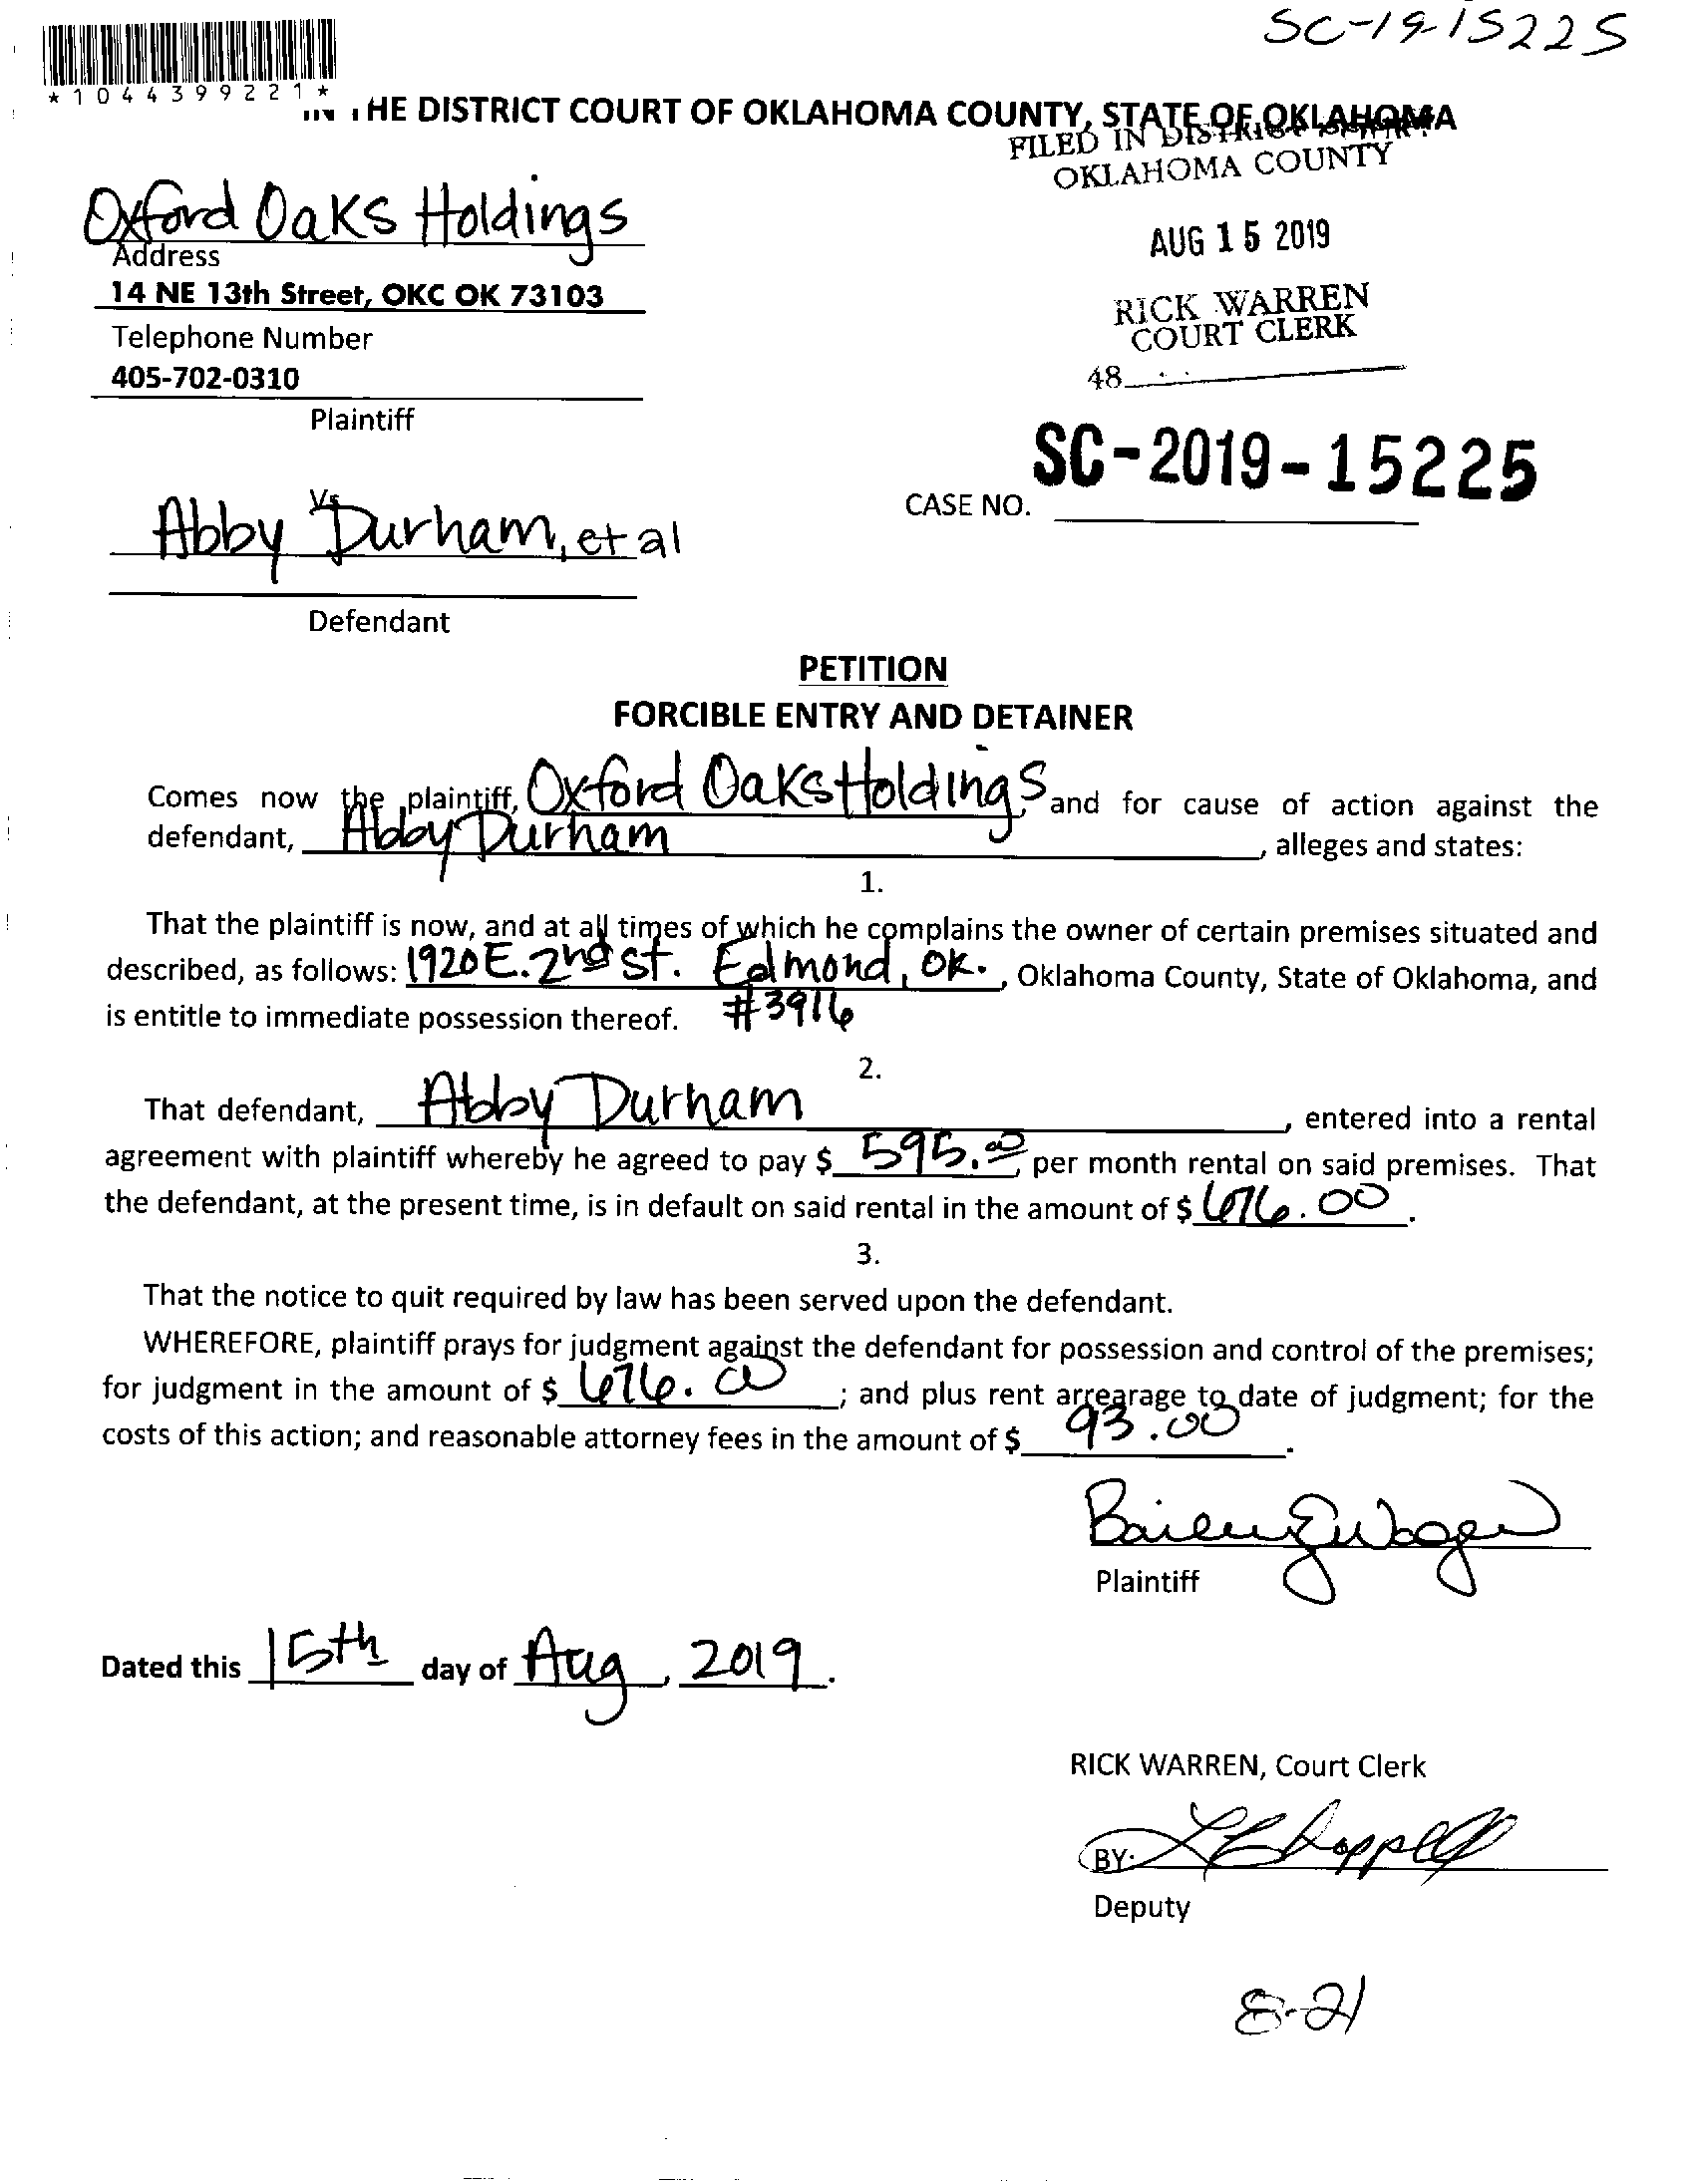 SC-19-15225
*1044399221*
THE DISTRICT COURT OF OKLAHOMA COUNTY, STATE OF OKLAHOMA
FILED IN DISTRICT COURT
OKLAHOMA COUNTY
Oxford Oaks Holdings
Address
14 NE 13th Street, OKC OK 73103
Telephone Number
405-702-0310
Plaintiff
AUG 15 2019
RICK WARREN
COURT CLERK
48
SC-2019-15225
CASE NO.
Vs
Abby Durham, et al
Defendant
PETITION
FORCIBLE ENTRY AND DETAINER
Comes now the plaintiff, Oxford Oaks Holdings, and for cause of action against the
defendant, Abby Durham, alleges and states:
1.
That the plaintiff is now, and at all times of which he complains the owner of certain premises situated and
described, as follows: 1920 E. 2nd St. Edmond, OK., Oklahoma County, State of Oklahoma, and
is entitle to immediate possession thereof. #3916
2.
That defendant, Abby Durham, entered into a rental
agreement with plaintiff whereby he agreed to pay $ 595.00, per month rental on said premises. That
the defendant, at the present time, is in default on said rental in the amount of $ 676.00.
3.
That the notice to quit required by law has been served upon the defendant.
WHEREFORE, plaintiff prays for judgment against the defendant for possession and control of the premises;
for judgment in the amount of $ 676.00; and plus rent arrearage to date of judgment; for the
costs of this action; and reasonable attorney fees in the amount of $ 93.00.
Plaintiff
Dated this 15th day of Aug, 2019.
RICK WARREN, Court Clerk
BY:
Deputy
8-21